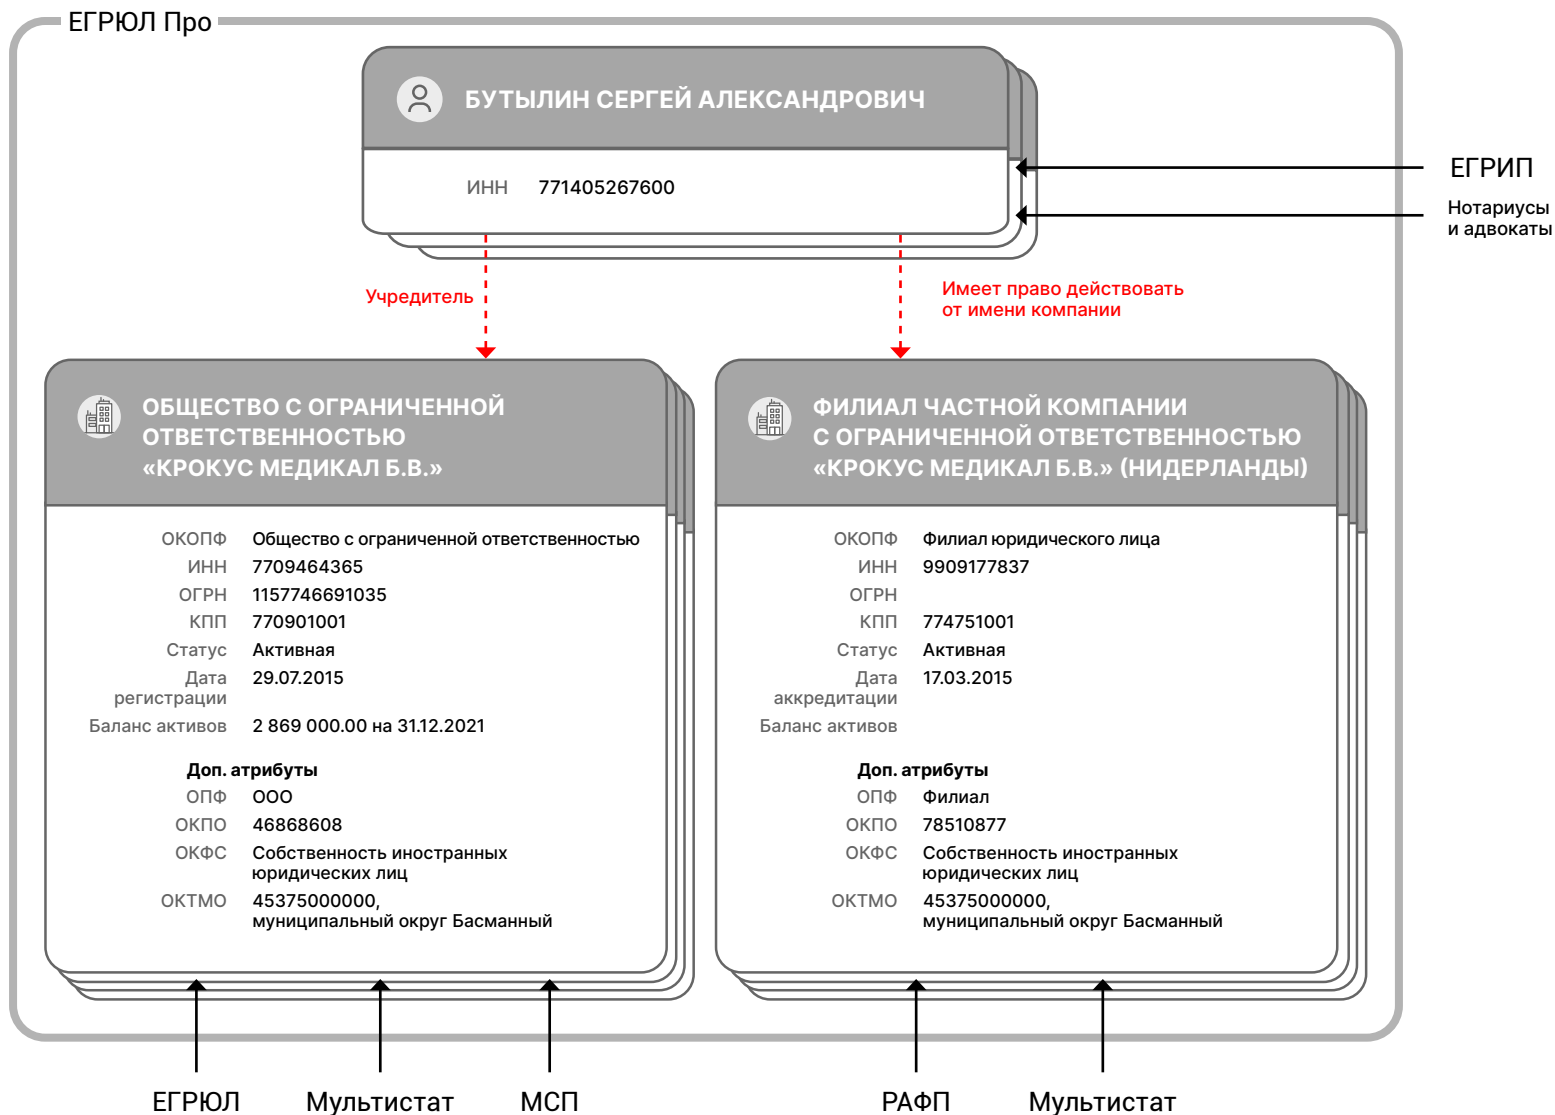 ЕГРЮЛ Про
БУТЫЛИН СЕРГЕЙ АЛЕКСАНДРОВИЧ
ИНН 771405267600
ЕГРИП
Нотариусы
и адвокаты
Учредитель
Имеет право действовать
от имени компании
ОБЩЕСТВО С ОГРАНИЧЕННОЙ
ОТВЕТСТВЕННОСТЬЮ
«КРОКУС МЕДИКАЛ Б.В.»
ОКОПФ Общество с ограниченной ответственностью
ИНН 7709464365
ОГРН 1157746691035
КПП 770901001
Статус Активная
Дата 29.07.2015
регистрации
Баланс активов 2 869 000.00 на 31.12.2021
Доп. атрибуты
ОПФ ООО
ОКПО 46868608
ОКФС Собственность иностранных
юридических лиц
ОКТМО 45375000000,
муниципальный округ Басманный
ФИЛИАЛ ЧАСТНОЙ КОМПАНИИ
С ОГРАНИЧЕННОЙ ОТВЕТСТВЕННОСТЬЮ
«КРОКУС МЕДИКАЛ Б.В.» (НИДЕРЛАНДЫ)
ОКОПФ Филиал юридического лица
ИНН 9909177837
ОГРН
КПП 774751001
Статус Активная
Дата 17.03.2015
аккредитации
Баланс активов
Доп. атрибуты
ОПФ Филиал
ОКПО 78510877
ОКФС Собственность иностранных
юридических лиц
ОКТМО 45375000000,
муниципальный округ Басманный
ЕГРЮЛ Мультистат МСП РАФП Мультистат